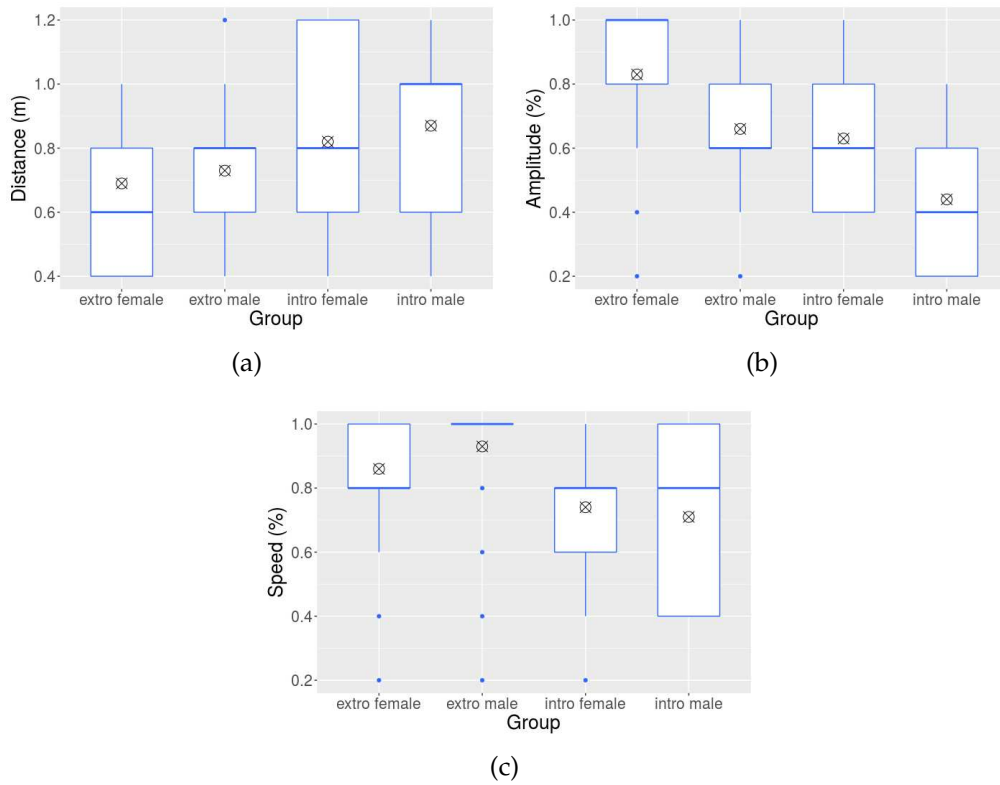 1.2
1.0
0.8
0.6
0.4
Distance (m)
extro female extro male intro female intro male
Group
(a)
1.0
0.8
0.6
0.4
0.2
Amplitude (%)
extro female extro male intro female intro male
Group
(b)
1.0
0.8
0.6
0.4
0.2
Speed (%)
extro female extro male intro female intro male
Group
(c)